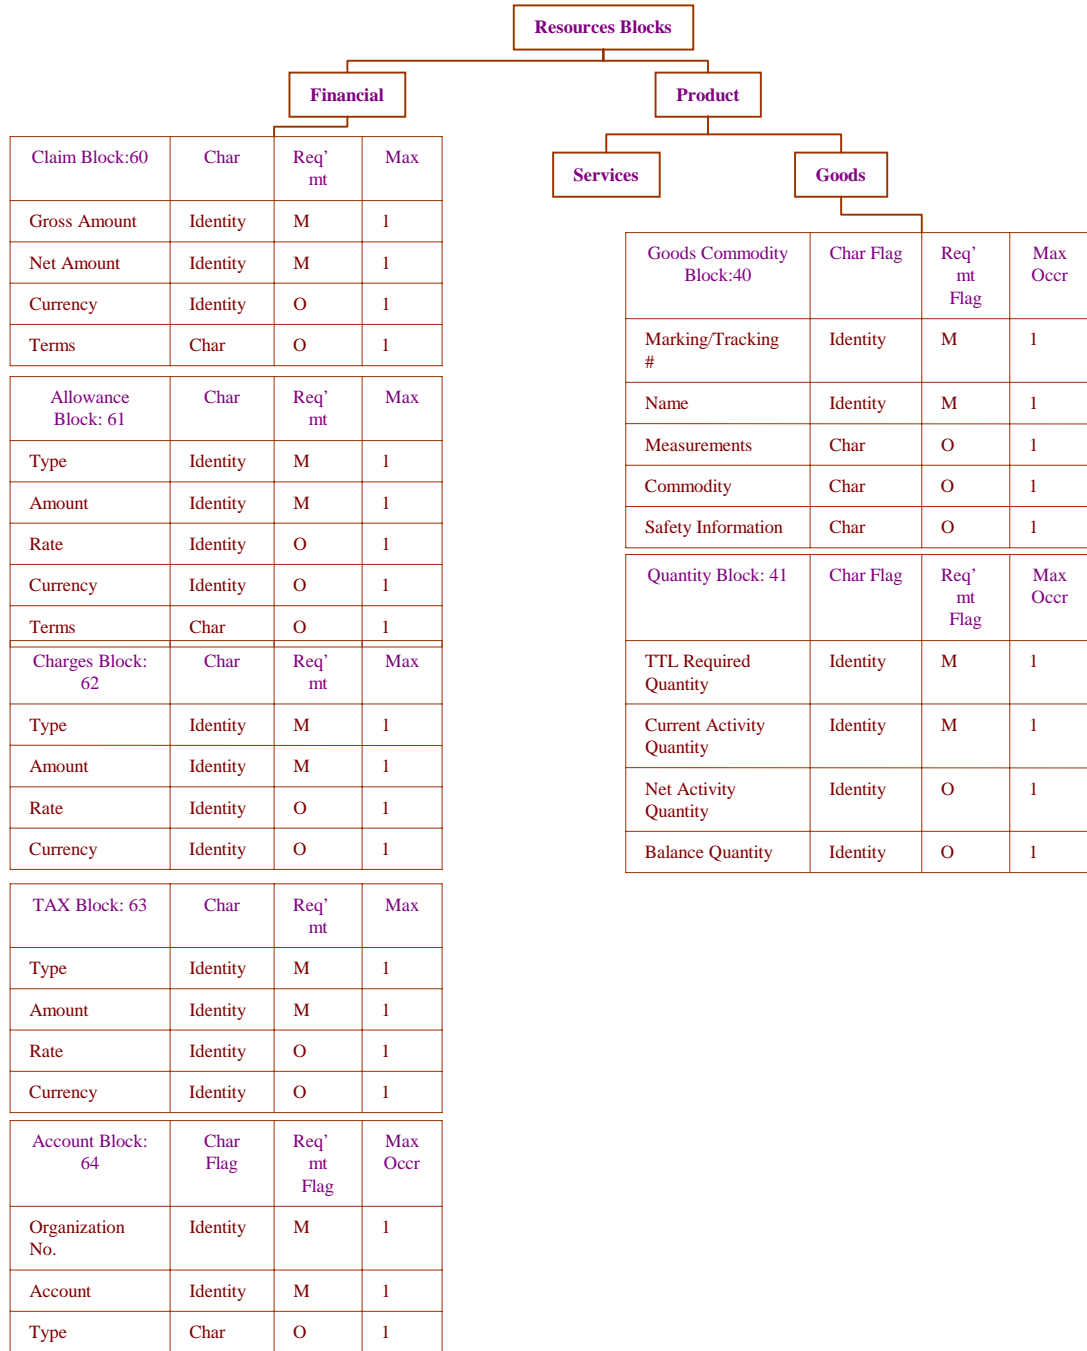 Resources Blocks
Financial
Product
Services
Goods
Claim Block:60 Char Req’ Max
mt
Gross Amount Identity M 1
Net Amount Identity M 1
Currency Identity O 1
Terms Char O 1
Allowance Char Req’ Max
Block: 61 mt
Type Identity M 1
Amount Identity M 1
Rate Identity O 1
Currency Identity O 1
Terms Char O 1
Charges Block: Char Req’ Max
62 mt
Type Identity M 1
Amount Identity M 1
Rate Identity O 1
Currency Identity O 1
TAX Block: 63 Char Req’ Max
mt
Type Identity M 1
Amount Identity M 1
Rate Identity O 1
Currency Identity O 1
Account Block: Char Req’ Max
64 Flag mt Occr
Flag
Organization Identity M 1
No.
Account Identity M 1
Type Char O 1
Goods Commodity Char Flag Req’ Max
Block:40 mt Occr
Flag
Marking/Tracking Identity M 1
#
Name Identity M 1
Measurements Char O 1
Commodity Char O 1
Safety Information Char O 1
Quantity Block: 41 Char Flag Req’ Max
mt Occr
Flag
TTL Required Identity M 1
Quantity
Current Activity Identity M 1
Quantity
Net Activity Identity O 1
Quantity
Balance Quantity Identity O 1